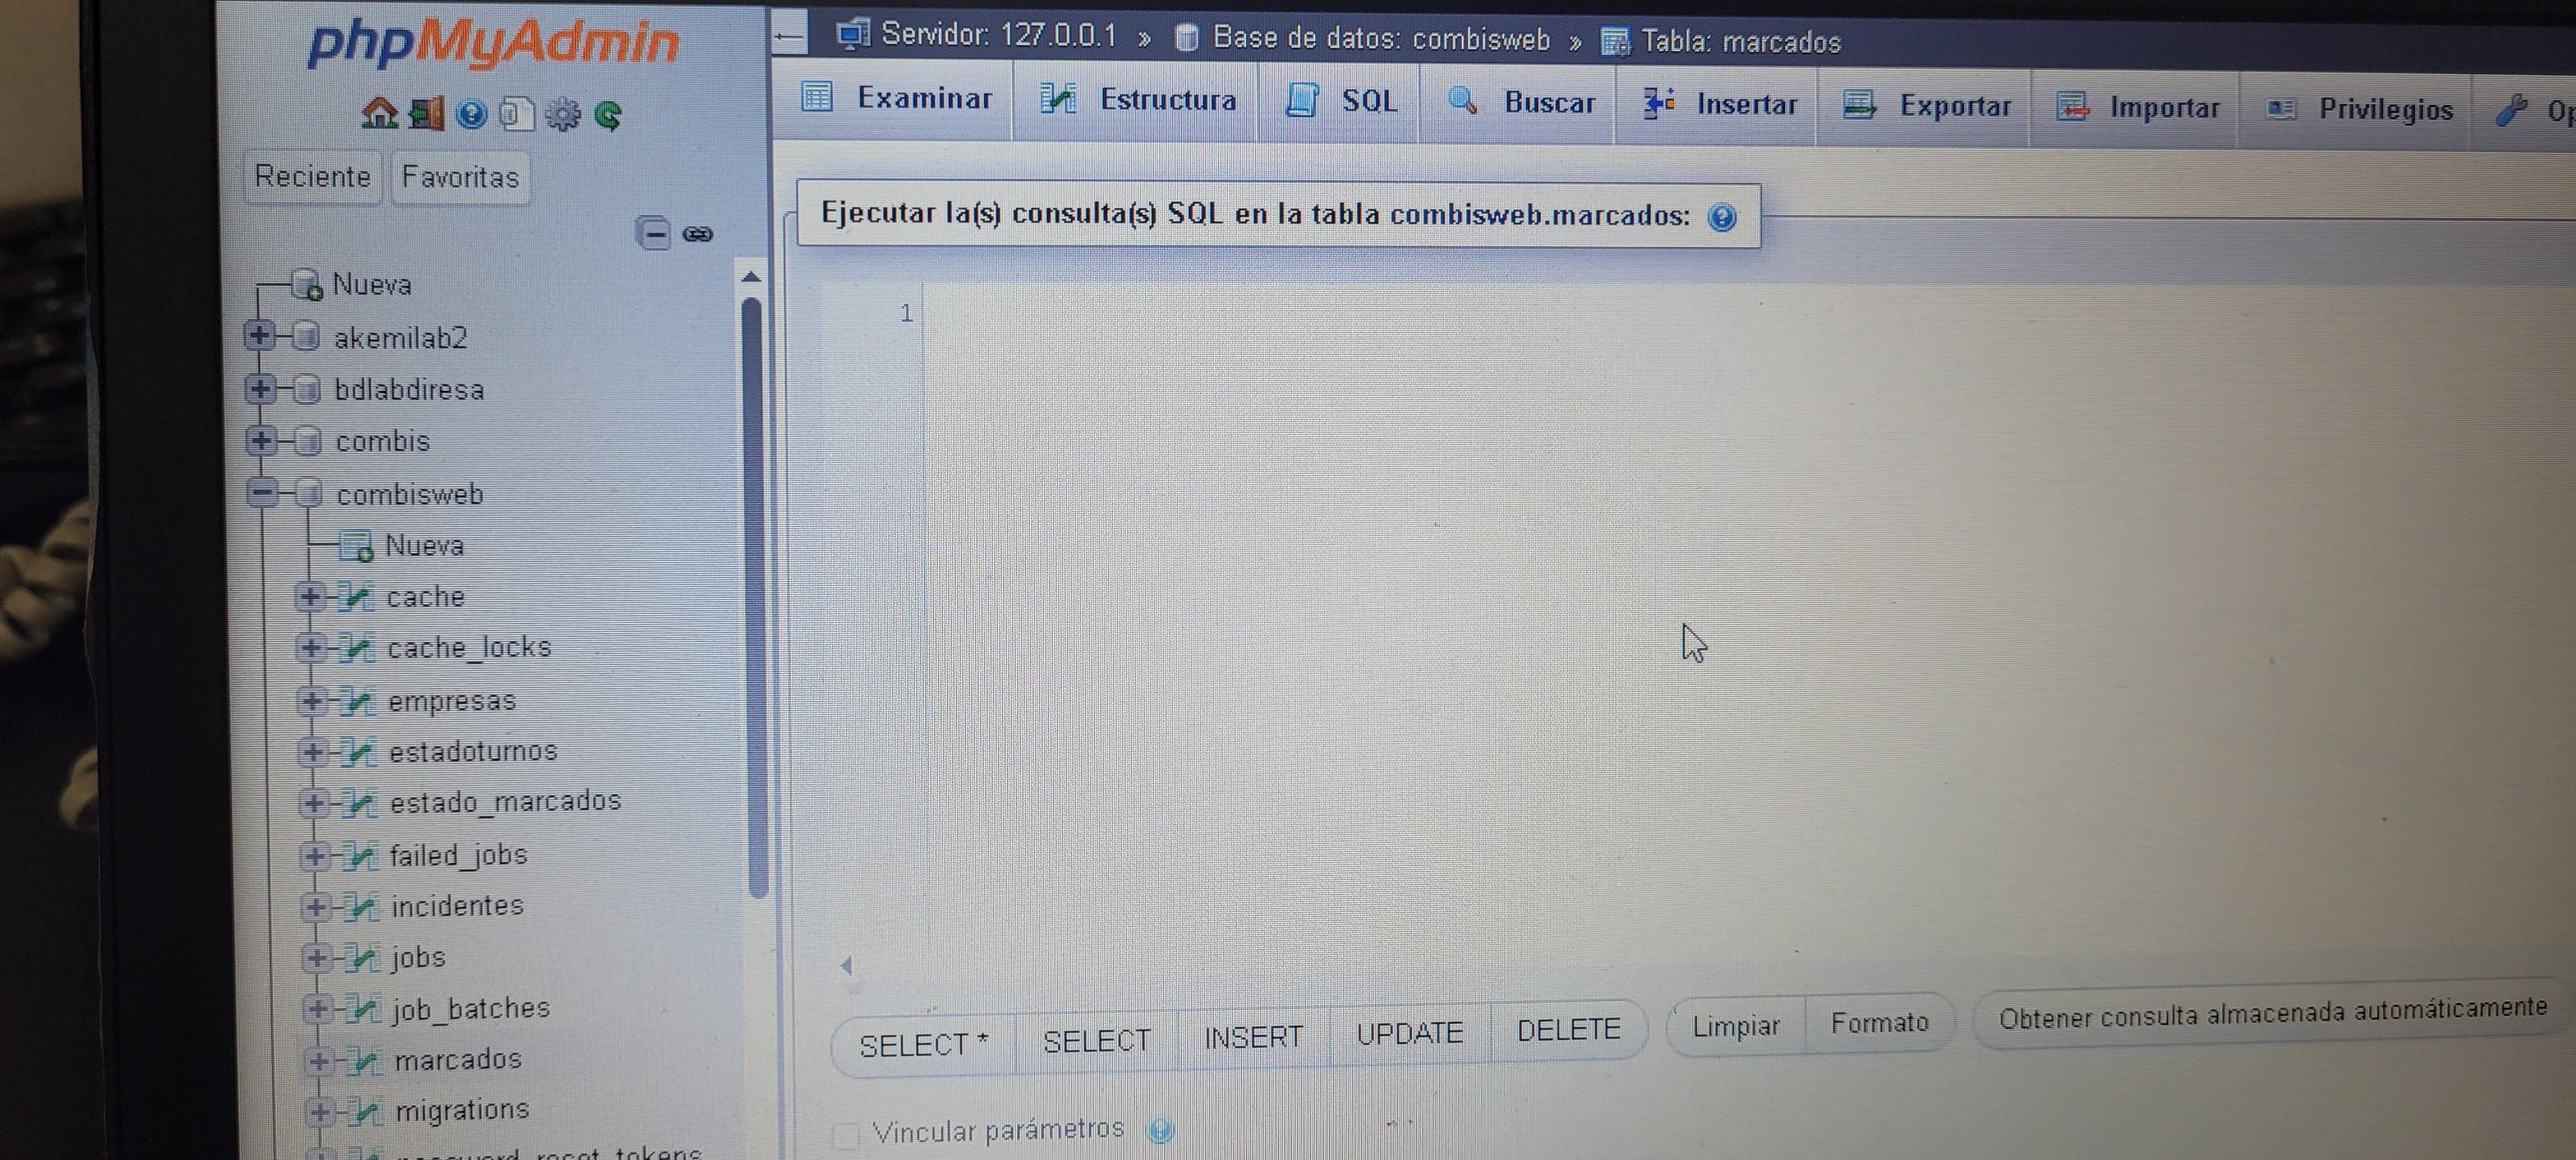 phpMyAdmin
Reciente Favoritas
Nueva
akemilab2
bdlabdiresa
combis
combisweb
Nueva
cache
cache_locks
empresas
estadoturnos
estado_marcados
failed_jobs
incidentes
jobs
job_batches
marcados
migrations
password_reset_tokens
Servidor: 127.0.0.1 » Base de datos: combisweb » Tabla: marcados
Examinar Estructura SQL Buscar Insertar Exportar Importar Privilegios
Ejecutar la(s) consulta(s) SQL en la tabla combisweb.marcados:
1
SELECT * SELECT INSERT UPDATE DELETE Limpiar Formato Obtener consulta almacenada automáticamente
Vincular parámetros